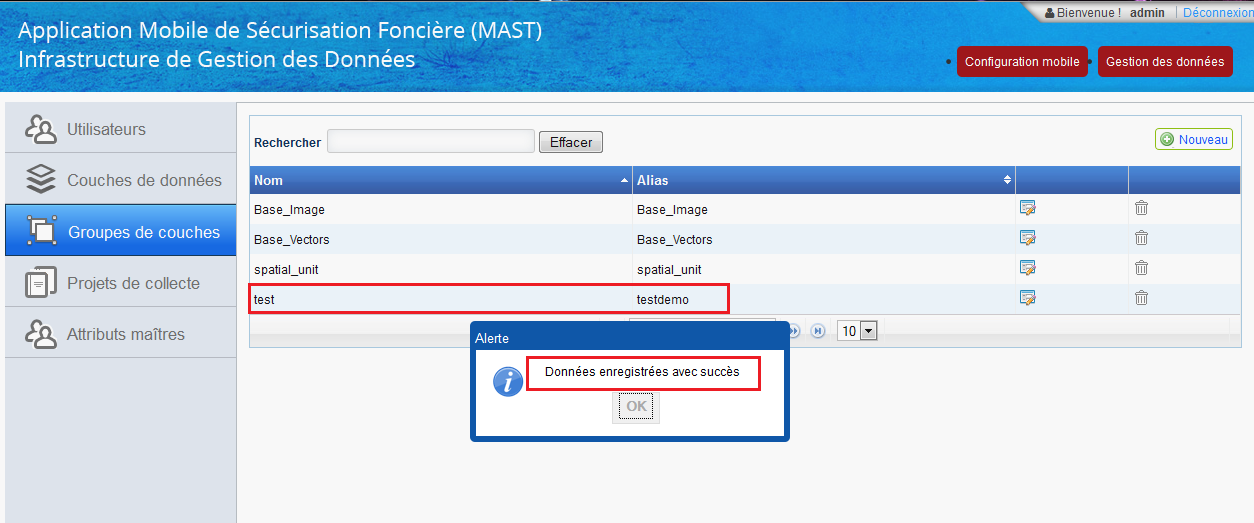 Bienvenue ! admin Déconnexion
Application Mobile de Sécurisation Foncière (MAST)
Infrastructure de Gestion des Données
Configuration mobile
Gestion des données
Utilisateurs
Couches de données
Groupes de couches
Projets de collecte
Attributs maîtres
Rechercher
Effacer
Nouveau
Nom Alias
Base_Image Base_Image
Base_Vectors Base_Vectors
spatial_unit spatial_unit
test testdemo
10
Alerte
Données enregistrées avec succès
OK